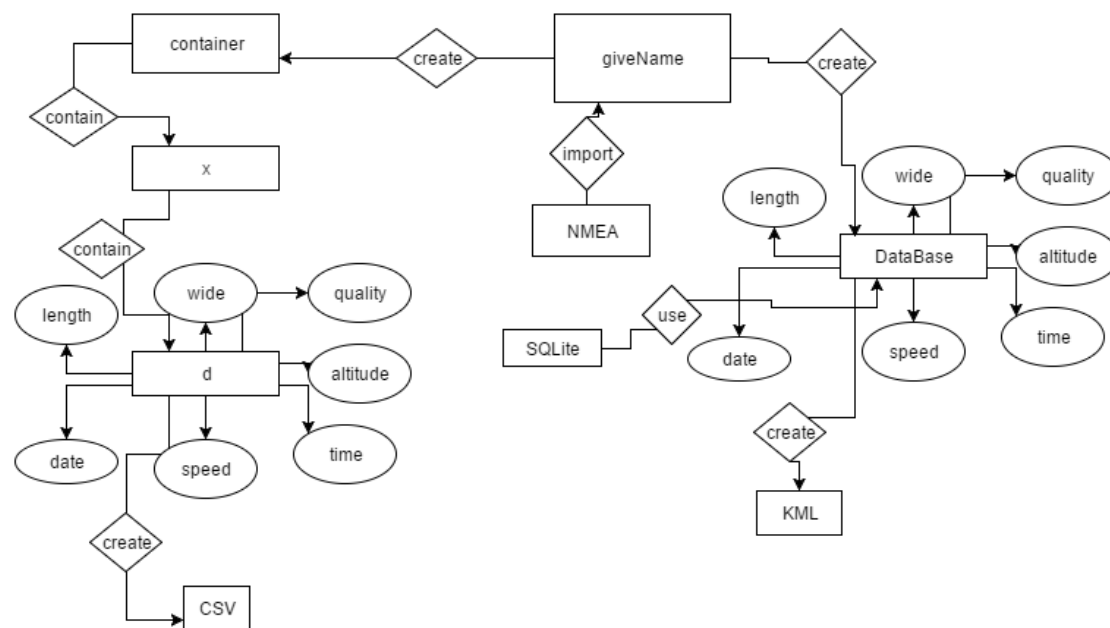 container
create
giveName
create
contain
import
x
wide
quality
length
NMEA
contain
DataBase
altitude
wide
quality
length
use
SQLite
date
speed
time
d
altitude
create
date
speed
time
KML
create
CSV